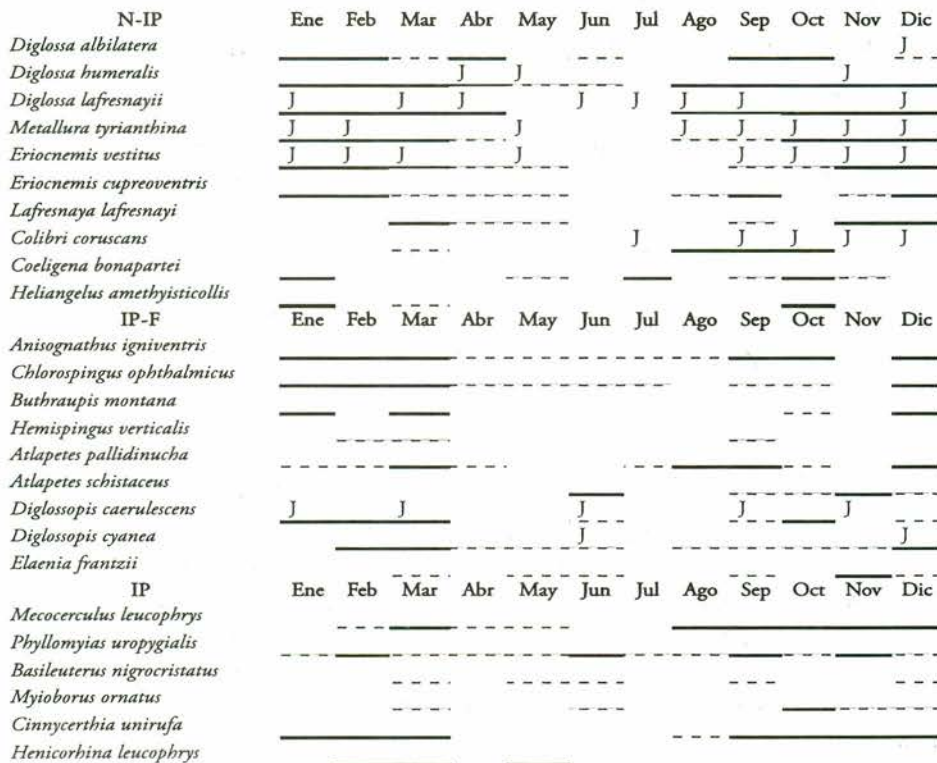 N-IP Ene Feb Mar Abr May Jun Jul Ago Sep Oct Nov Dic
Diglossa albilatera J
Diglossa humeralis J J J
Diglossa lafresnayii J J J J J J J J
Metallura tyrianthina J J J J J J J J
Eriocnemis vestitus J J J J J J J J
Eriocnemis cupreoventris
Lafresnaya lafresnayi
Colibri coruscans J J J J J
Coeligena bonapartei
Heliangelus amethyisticollis
IP-F Ene Feb Mar Abr May Jun Jul Ago Sep Oct Nov Dic
Anisognathus igniventris
Chlorospingus ophthalmicus
Buthraupis montana
Hemispingus verticalis
Atlapetes pallidinucha
Atlapetes schistaceus
Diglossopis caerulescens J J J J J
Diglossopis cyanea J J
Elaenia frantzii
IP Ene Feb Mar Abr May Jun Jul Ago Sep Oct Nov Dic
Mecocerculus leucophrys
Phyllomyias uropygialis
Basileuterus nigrocristatus
Myioborus ornatus
Cinnycerthia unirufa
Henicorhina leucophrys